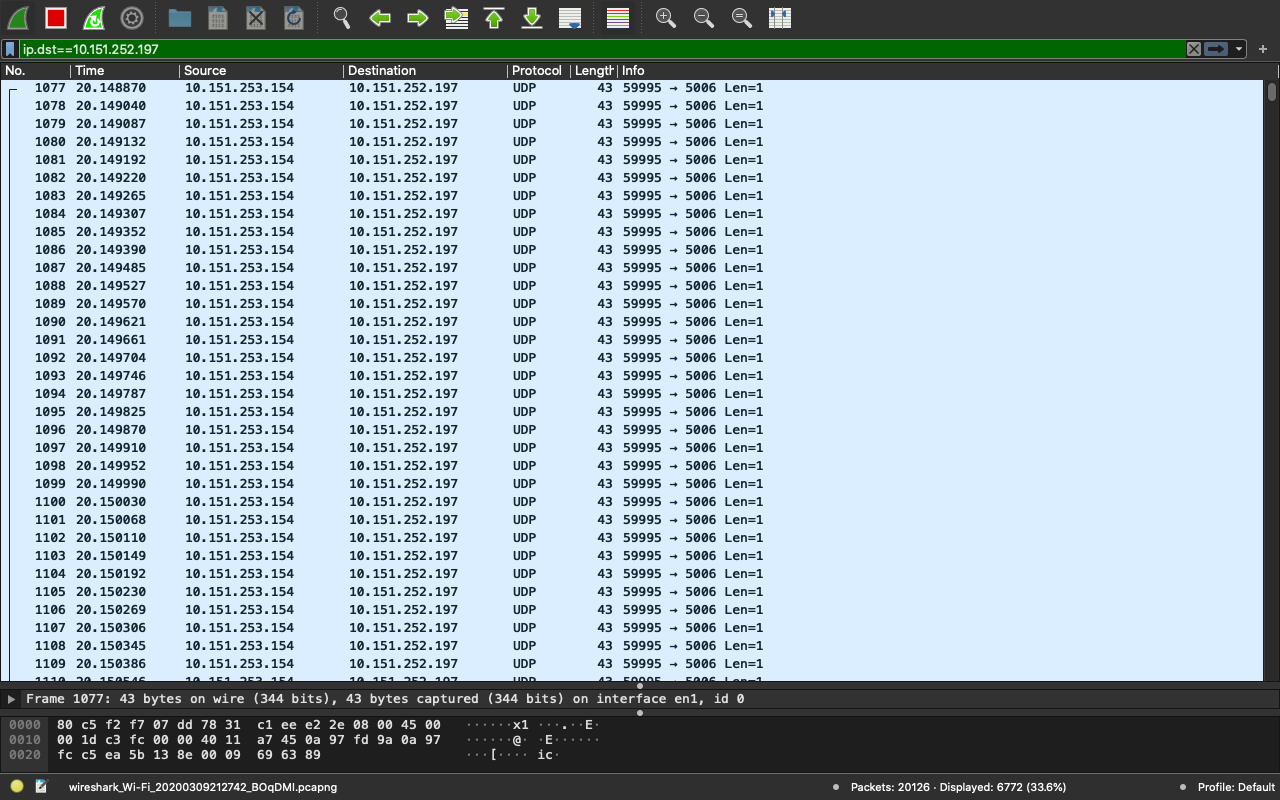 ip.dst==10.151.252.197
No. Time Source Destination Protocol Length Info
1077 20.148870 10.151.253.154 10.151.252.197 UDP 43 59995 → 5006 Len=1
1078 20.149040 10.151.253.154 10.151.252.197 UDP 43 59995 → 5006 Len=1
1079 20.149087 10.151.253.154 10.151.252.197 UDP 43 59995 → 5006 Len=1
1080 20.149132 10.151.253.154 10.151.252.197 UDP 43 59995 → 5006 Len=1
1081 20.149192 10.151.253.154 10.151.252.197 UDP 43 59995 → 5006 Len=1
1082 20.149220 10.151.253.154 10.151.252.197 UDP 43 59995 → 5006 Len=1
1083 20.149265 10.151.253.154 10.151.252.197 UDP 43 59995 → 5006 Len=1
1084 20.149307 10.151.253.154 10.151.252.197 UDP 43 59995 → 5006 Len=1
1085 20.149352 10.151.253.154 10.151.252.197 UDP 43 59995 → 5006 Len=1
1086 20.149390 10.151.253.154 10.151.252.197 UDP 43 59995 → 5006 Len=1
1087 20.149485 10.151.253.154 10.151.252.197 UDP 43 59995 → 5006 Len=1
1088 20.149527 10.151.253.154 10.151.252.197 UDP 43 59995 → 5006 Len=1
1089 20.149570 10.151.253.154 10.151.252.197 UDP 43 59995 → 5006 Len=1
1090 20.149621 10.151.253.154 10.151.252.197 UDP 43 59995 → 5006 Len=1
1091 20.149661 10.151.253.154 10.151.252.197 UDP 43 59995 → 5006 Len=1
1092 20.149704 10.151.253.154 10.151.252.197 UDP 43 59995 → 5006 Len=1
1093 20.149746 10.151.253.154 10.151.252.197 UDP 43 59995 → 5006 Len=1
1094 20.149787 10.151.253.154 10.151.252.197 UDP 43 59995 → 5006 Len=1
1095 20.149825 10.151.253.154 10.151.252.197 UDP 43 59995 → 5006 Len=1
1096 20.149870 10.151.253.154 10.151.252.197 UDP 43 59995 → 5006 Len=1
1097 20.149910 10.151.253.154 10.151.252.197 UDP 43 59995 → 5006 Len=1
1098 20.149952 10.151.253.154 10.151.252.197 UDP 43 59995 → 5006 Len=1
1099 20.149990 10.151.253.154 10.151.252.197 UDP 43 59995 → 5006 Len=1
1100 20.150030 10.151.253.154 10.151.252.197 UDP 43 59995 → 5006 Len=1
1101 20.150068 10.151.253.154 10.151.252.197 UDP 43 59995 → 5006 Len=1
1102 20.150110 10.151.253.154 10.151.252.197 UDP 43 59995 → 5006 Len=1
1103 20.150149 10.151.253.154 10.151.252.197 UDP 43 59995 → 5006 Len=1
1104 20.150192 10.151.253.154 10.151.252.197 UDP 43 59995 → 5006 Len=1
1105 20.150230 10.151.253.154 10.151.252.197 UDP 43 59995 → 5006 Len=1
1106 20.150269 10.151.253.154 10.151.252.197 UDP 43 59995 → 5006 Len=1
1107 20.150306 10.151.253.154 10.151.252.197 UDP 43 59995 → 5006 Len=1
1108 20.150345 10.151.253.154 10.151.252.197 UDP 43 59995 → 5006 Len=1
1109 20.150386 10.151.253.154 10.151.252.197 UDP 43 59995 → 5006 Len=1
Frame 1077: 43 bytes on wire (344 bits), 43 bytes captured (344 bits) on interface en1, id 0
0000 80 c5 f2 f7 07 dd 78 31 c1 ee e2 2e 08 00 45 00 ······x1 ···.··E·
0010 00 1d c3 fc 00 00 40 11 a7 45 0a 97 fd 9a 0a 97 ······@· ·E······
0020 fc c5 ea 5b 13 8e 00 09 69 63 89 ···[···· ic·
wireshark_Wi-Fi_20200309212742_BOqDMI.pcapng Packets: 20126 · Displayed: 6772 (33.6%) Profile: Default